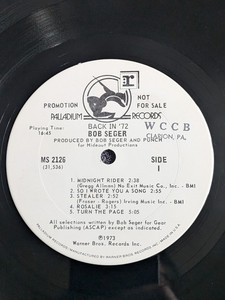 PROMOTION
NOT
FOR SALE
PALLADIUM RECORDS
Playing Time:
16:45
BACK IN '72
BOB SEGER
WCCB
CLARION, PA.
PRODUCED BY BOB SEGER AND PUNCH
for Hideout Productions
MS 2126
(31,536)
SIDE
1
1. MIDNIGHT RIDER 2:38
(Gregg Allman) No Exit Music Co., Inc. - BMI
2. SO I WROTE YOU A SONG 2:55
3. STEALER 2:52
(Fraser - Rogers) Irving Music Inc. - BMI
4. ROSALIE 3:15
5. TURN THE PAGE 5:05
All selections written by Bob Seger for Gear
Publishing (ASCAP) except as indicated.
℗1973
Warner Bros. Records Inc.